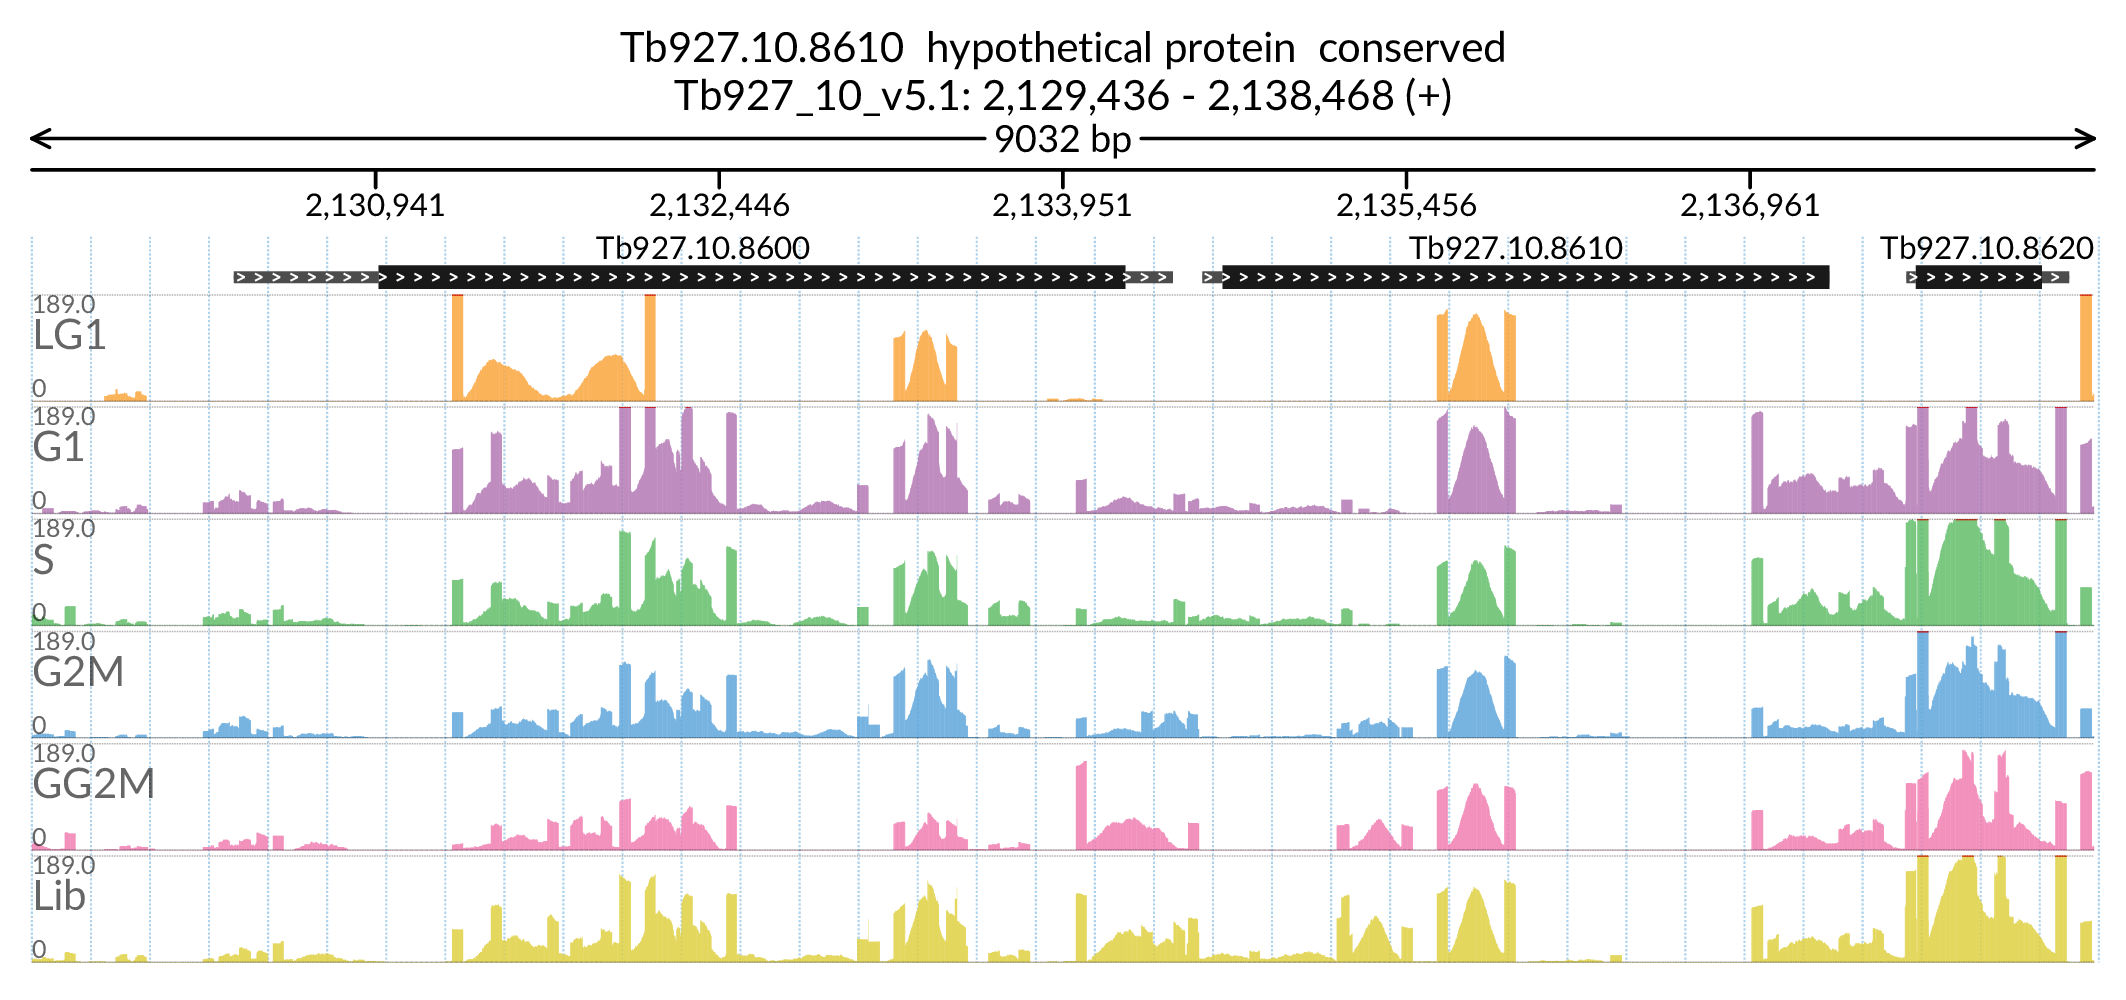 Tb927.10.8610 hypothetical protein conserved
Tb927_10_v5.1: 2,129,436 - 2,138,468 (+)
9032 bp
2,130,941 2,132,446 2,133,951 2,135,456 2,136,961
Tb927.10.8600 Tb927.10.8610 Tb927.10.8620
189.0
LG1
0
189.0
G1
0
189.0
S
0
189.0
G2M
0
189.0
GG2M
0
189.0
Lib
0